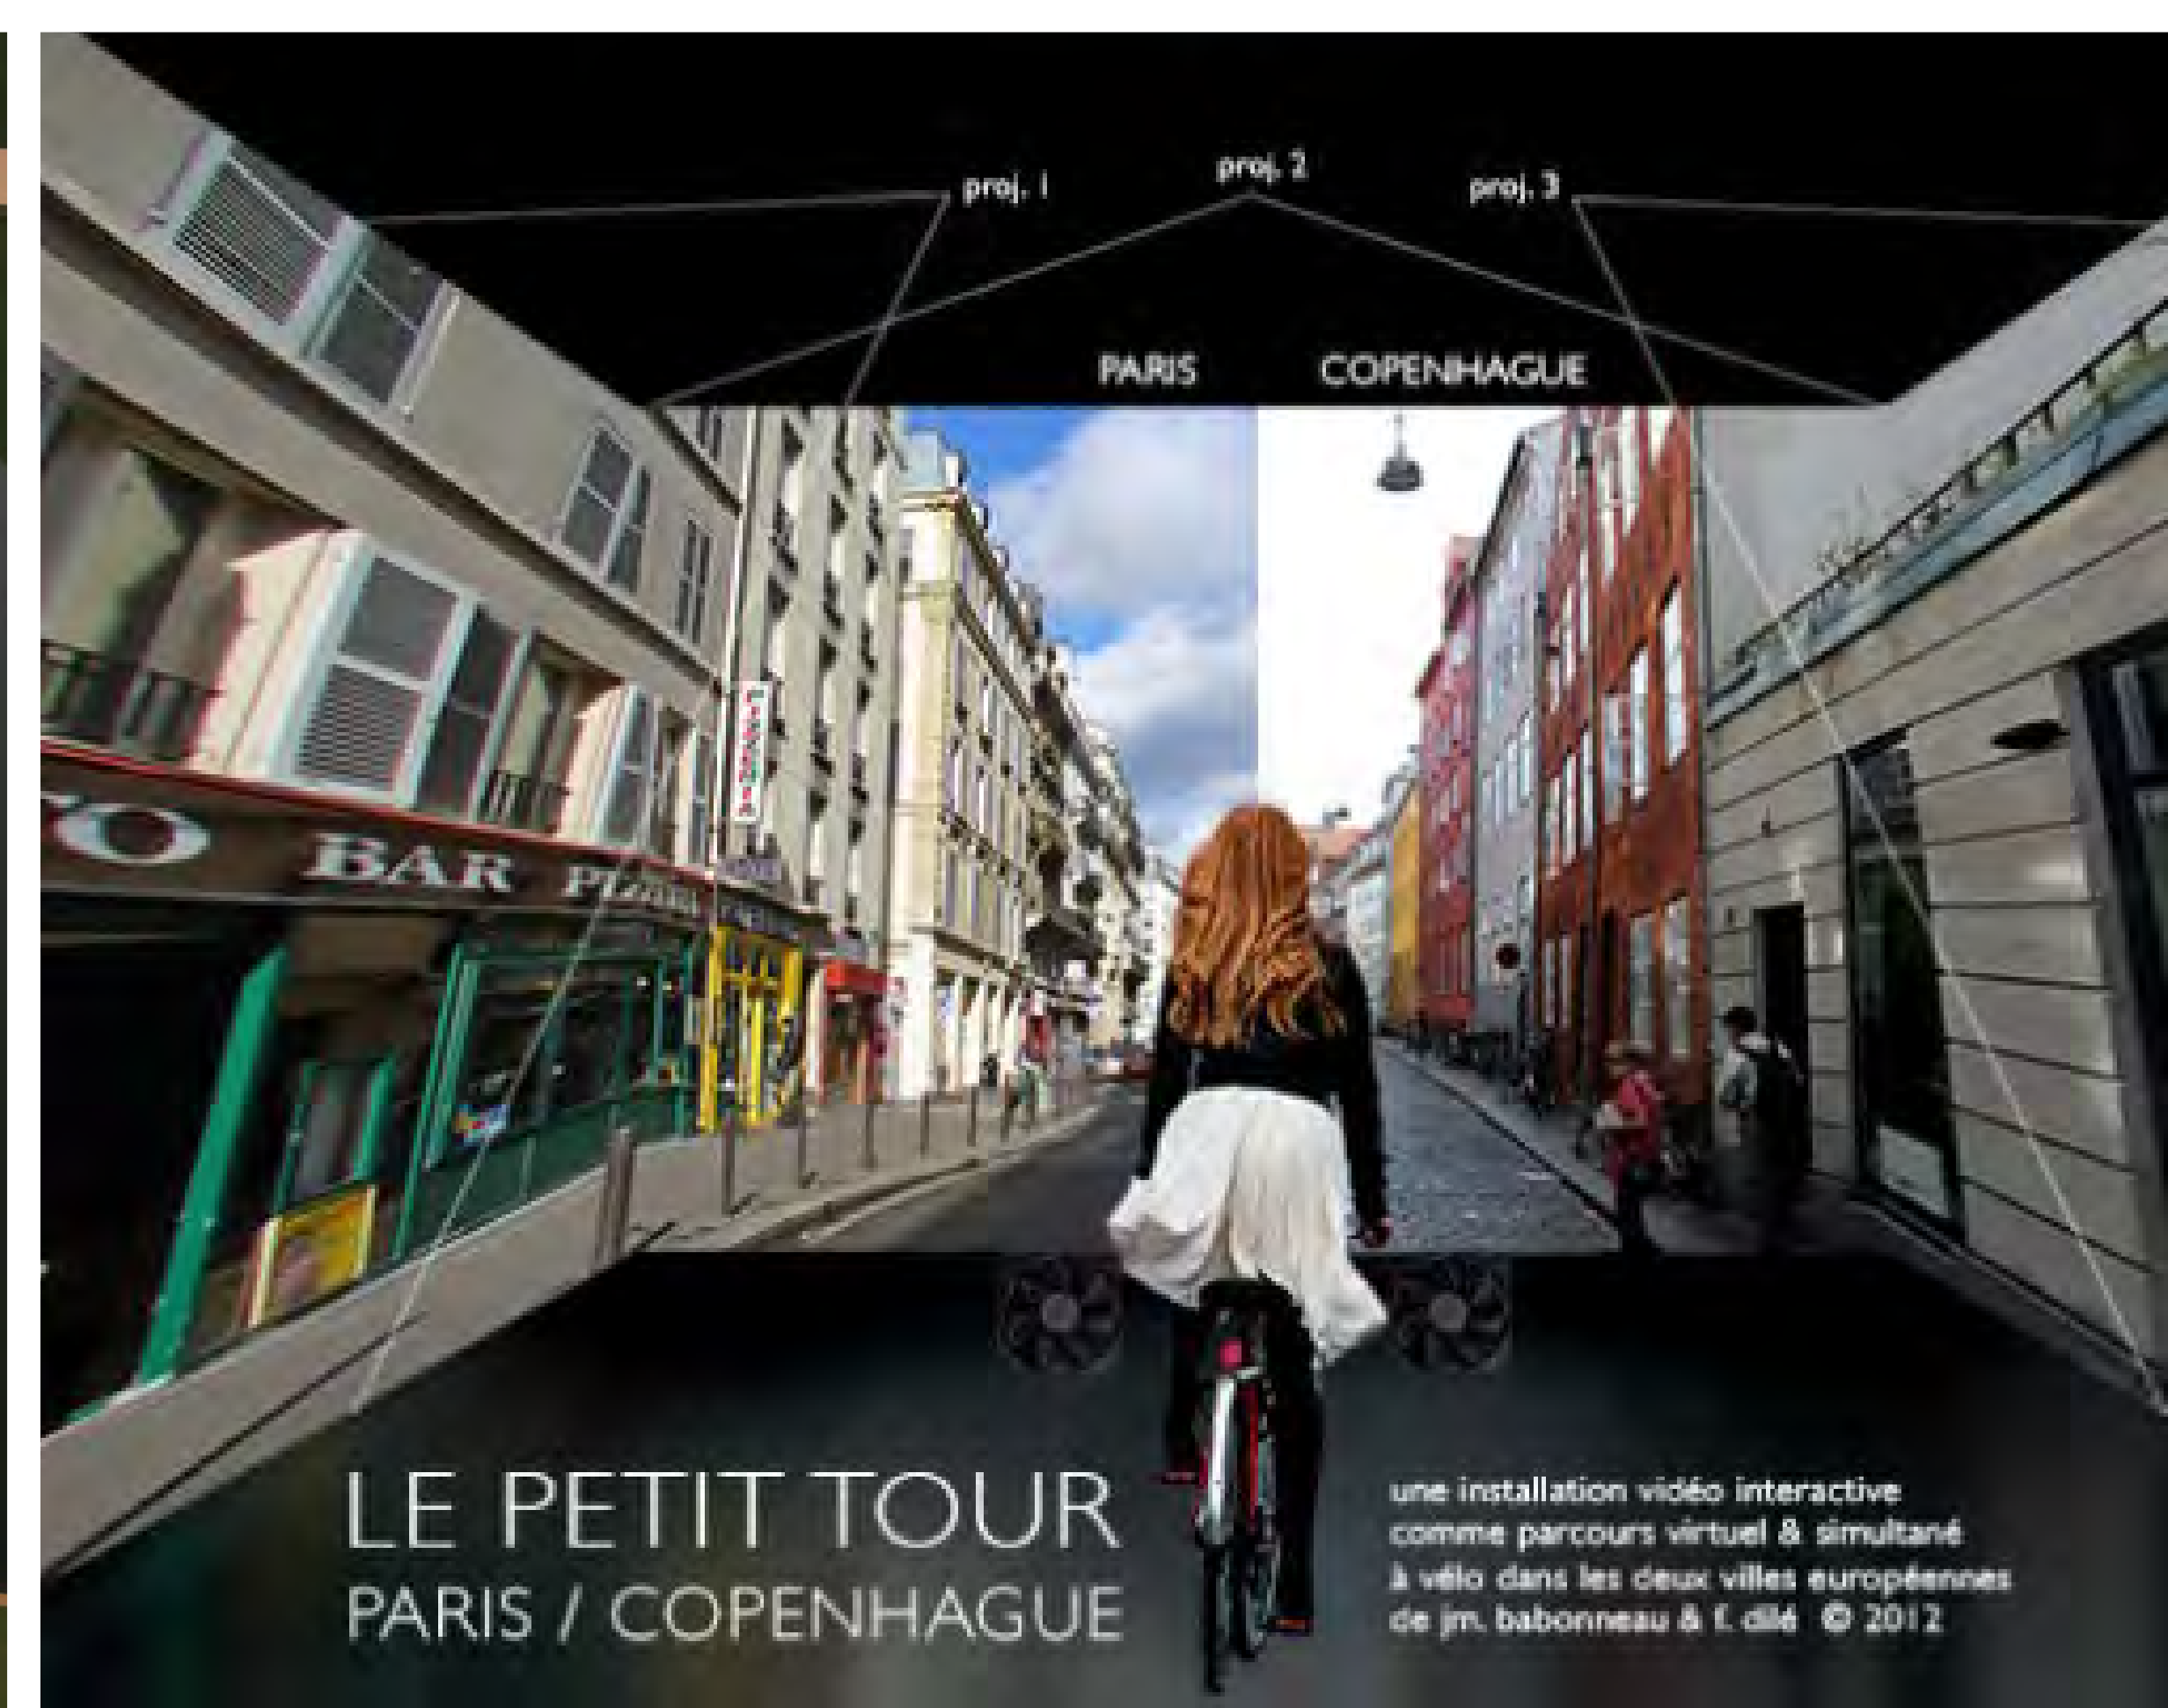 proj. 1
proj. 2
proj. 3
PARIS
COPENHAGUE
O BAR Pizzeria
LE PETIT TOUR
PARIS / COPENHAGUE
une installation vidéo interactive
comme parcours virtuel & simultané
à vélo dans les deux villes européennes
de jm. babonneau & f. dilé © 2012